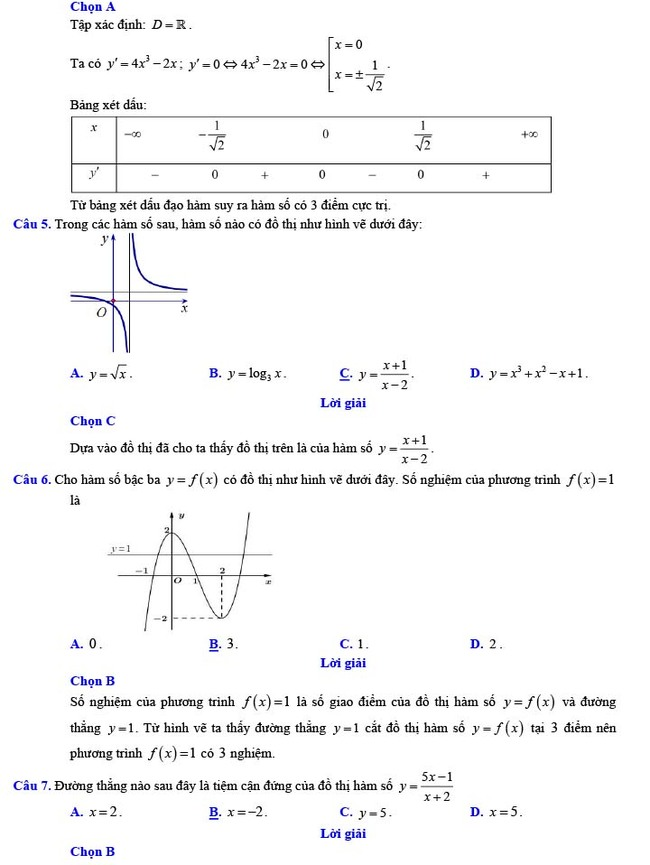 Chọn A
Tập xác định: D = ℝ.
Ta có y′ = 4x³ − 2x; y′ = 0 ⇔ 4x³ − 2x = 0 ⇔ [ x = 0
x = ± 1/√2 .
Bảng xét dấu:
x −∞ −1/√2 0 1/√2 +∞
y′ − 0 + 0 − 0 +
Từ bảng xét dấu đạo hàm suy ra hàm số có 3 điểm cực trị.
Câu 5. Trong các hàm số sau, hàm số nào có đồ thị như hình vẽ dưới đây:
y
O x
A. y = √x. B. y = log₃ x. C. y = (x+1)/(x−2). D. y = x³ + x² − x + 1.
Lời giải
Chọn C
Dựa vào đồ thị đã cho ta thấy đồ thị trên là của hàm số y = (x+1)/(x−2).
Câu 6. Cho hàm số bậc ba y = f(x) có đồ thị như hình vẽ dưới đây. Số nghiệm của phương trình f(x) = 1
là
y
2
y = 1
−1 2
O 1 x
−2
A. 0. B. 3. C. 1. D. 2.
Lời giải
Chọn B
Số nghiệm của phương trình f(x) = 1 là số giao điểm của đồ thị hàm số y = f(x) và đường
thẳng y = 1. Từ hình vẽ ta thấy đường thẳng y = 1 cắt đồ thị hàm số y = f(x) tại 3 điểm nên
phương trình f(x) = 1 có 3 nghiệm.
Câu 7. Đường thẳng nào sau đây là tiệm cận đứng của đồ thị hàm số y = (5x−1)/(x+2)
A. x = 2. B. x = −2. C. y = 5. D. x = 5.
Lời giải
Chọn B